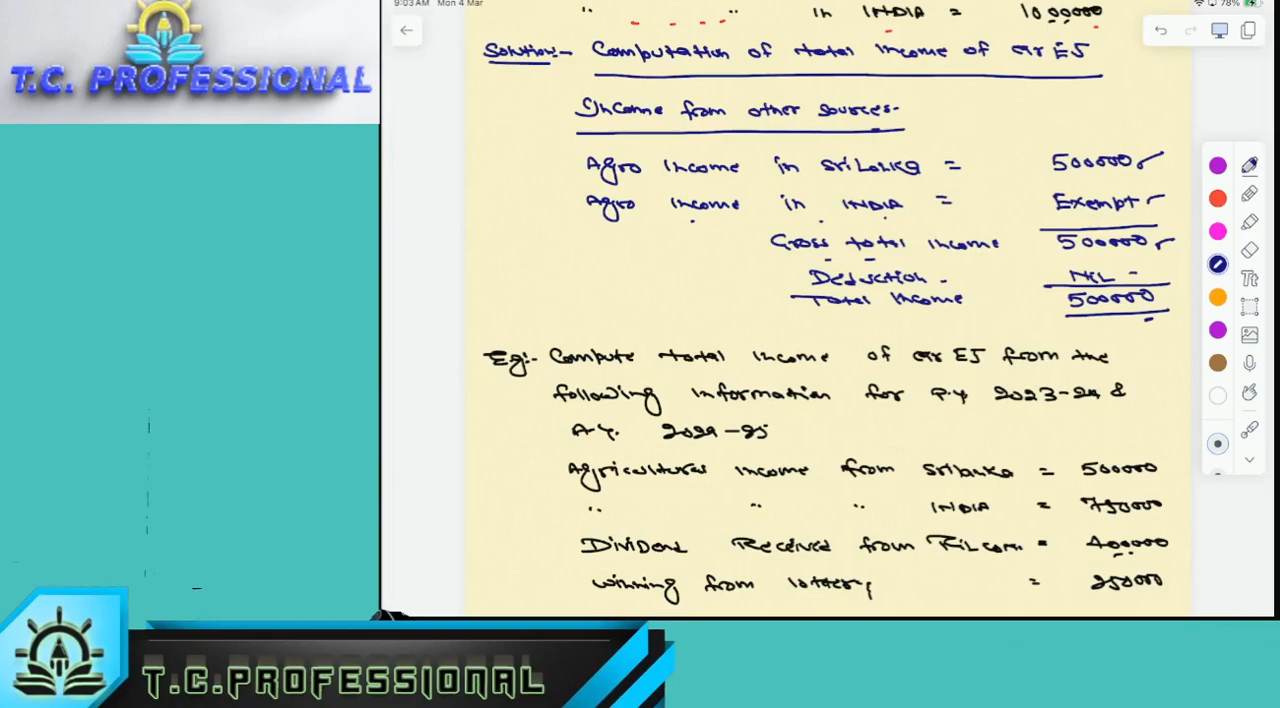 9:03 AM Mon 4 Mar
78%
" " in INDIA = 1000000
T.C. PROFESSIONAL
Solution:- Computation of total income of Mr EJ
Income from other sources-
Agro income in Srilanka = 500000
Agro income in INDIA = Exempt
Gross total income 500000
Deduction - NIL -
Total income 500000
Eg:- Compute total income of Mr EJ from the
following information for P.Y 2023-24 &
A.Y. 2024-25
Agricultural income from Srilanka = 500000
" " " INDIA = 750000
Dividend Received from RIL com. = 400000
winning from lottery = 250000
Tt
T.C.PROFESSIONAL